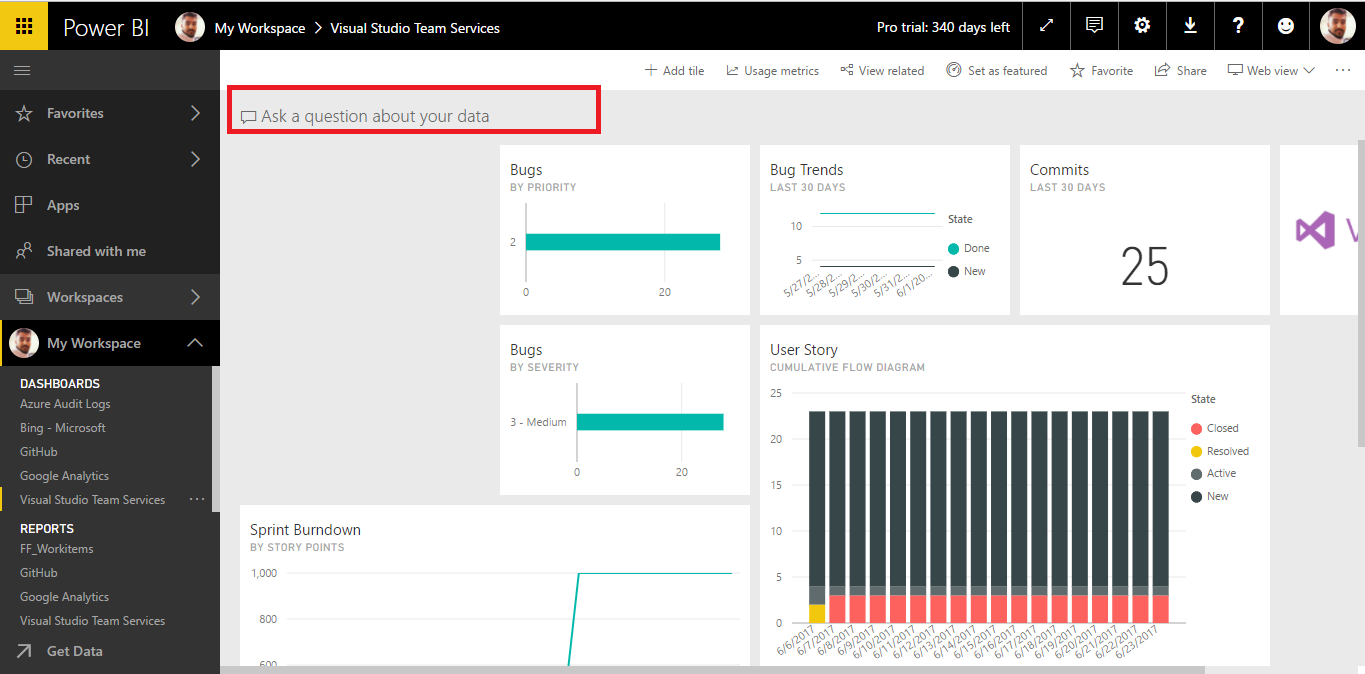 Power BI
My Workspace > Visual Studio Team Services
Pro trial: 340 days left
?
Add tile
Usage metrics
View related
Set as featured
Favorite
Share
Web view
Favorites
Recent
Apps
Shared with me
Workspaces
My Workspace
DASHBOARDS
Azure Audit Logs
Bing - Microsoft
GitHub
Google Analytics
Visual Studio Team Services
REPORTS
FF_Workitems
GitHub
Google Analytics
Visual Studio Team Services
Get Data
Ask a question about your data
Bugs
BY PRIORITY
2
0 20
Bug Trends
LAST 30 DAYS
10
5
5/27/2... 5/28/2... 5/29/2... 5/30/2... 5/31/2... 6/1/20...
State
Done
New
Commits
LAST 30 DAYS
25
V
Bugs
BY SEVERITY
3 - Medium
0 20
User Story
CUMULATIVE FLOW DIAGRAM
25
20
15
10
5
0
6/6/2017 6/7/2017 6/8/2017 6/9/2017 6/10/2017 6/11/2017 6/12/2017 6/13/2017 6/14/2017 6/15/2017 6/16/2017 6/17/2017 6/18/2017 6/19/2017 6/20/2017 6/21/2017 6/22/2017 6/23/2017
State
Closed
Resolved
Active
New
Sprint Burndown
BY STORY POINTS
1,000
800
600